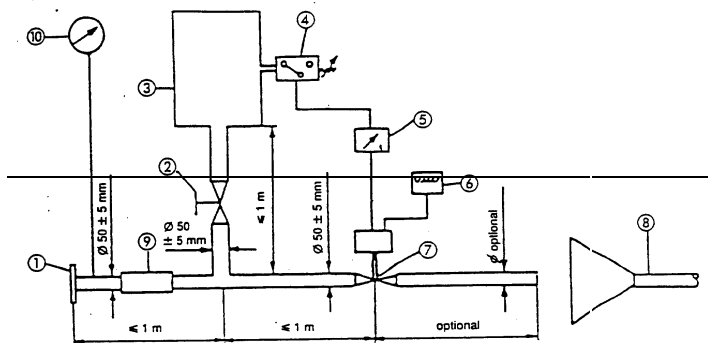 ⑩
④
③
⑤
②
⑥
≤ 1 m
Ø 50 ± 5 mm
Ø 50
± 5 mm
Ø 50 ± 5 mm
Ø optional
①
⑨
⑦
⑧
≤ 1 m
≤ 1 m
optional